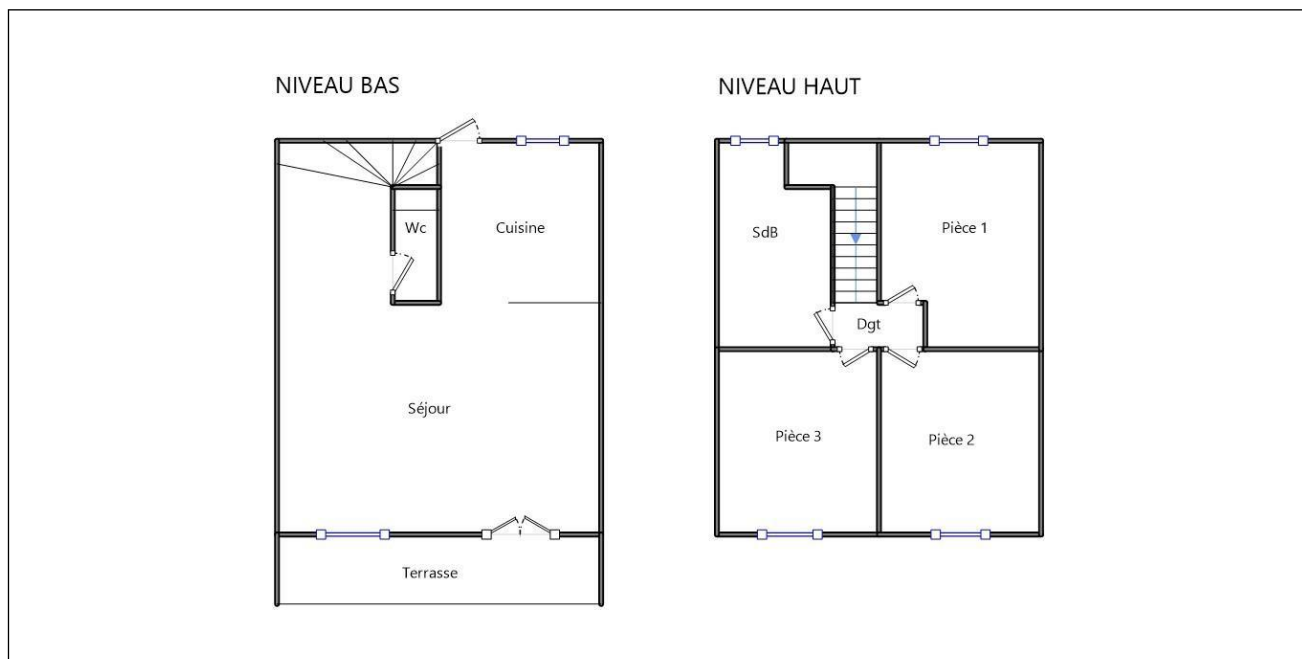 NIVEAU BAS
Wc
Cuisine
Séjour
Terrasse
NIVEAU HAUT
SdB
Pièce 1
Dgt
Pièce 3
Pièce 2